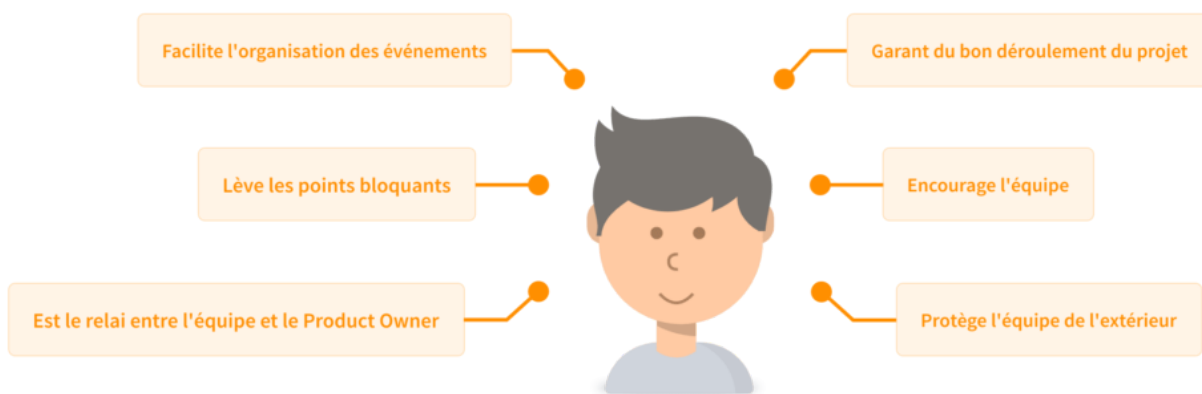 Facilite l'organisation des événements
Garant du bon déroulement du projet
Lève les points bloquants
Encourage l'équipe
Est le relai entre l'équipe et le Product Owner
Protège l'équipe de l'extérieur